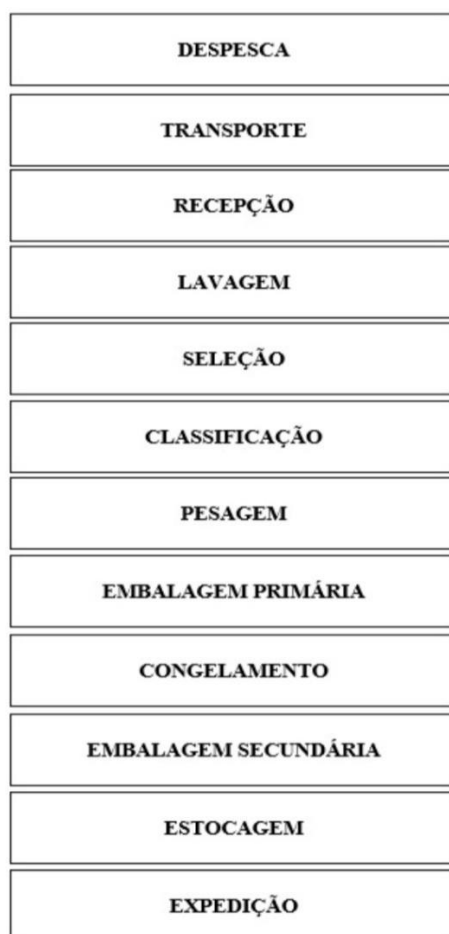 DESPESCA
TRANSPORTE
RECEPÇÃO
LAVAGEM
SELEÇÃO
CLASSIFICAÇÃO
PESAGEM
EMBALAGEM PRIMÁRIA
CONGELAMENTO
EMBALAGEM SECUNDÁRIA
ESTOCAGEM
EXPEDIÇÃO